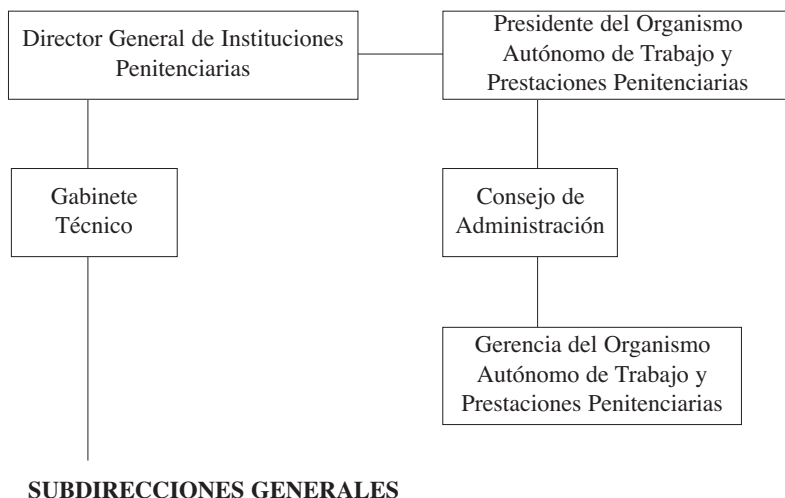 Director General de Instituciones
Penitenciarias
Presidente del Organismo
Autónomo de Trabajo y
Prestaciones Penitenciarias
Gabinete
Técnico
Consejo de
Administración
Gerencia del Organismo
Autónomo de Trabajo y
Prestaciones Penitenciarias
SUBDIRECCIONES GENERALES